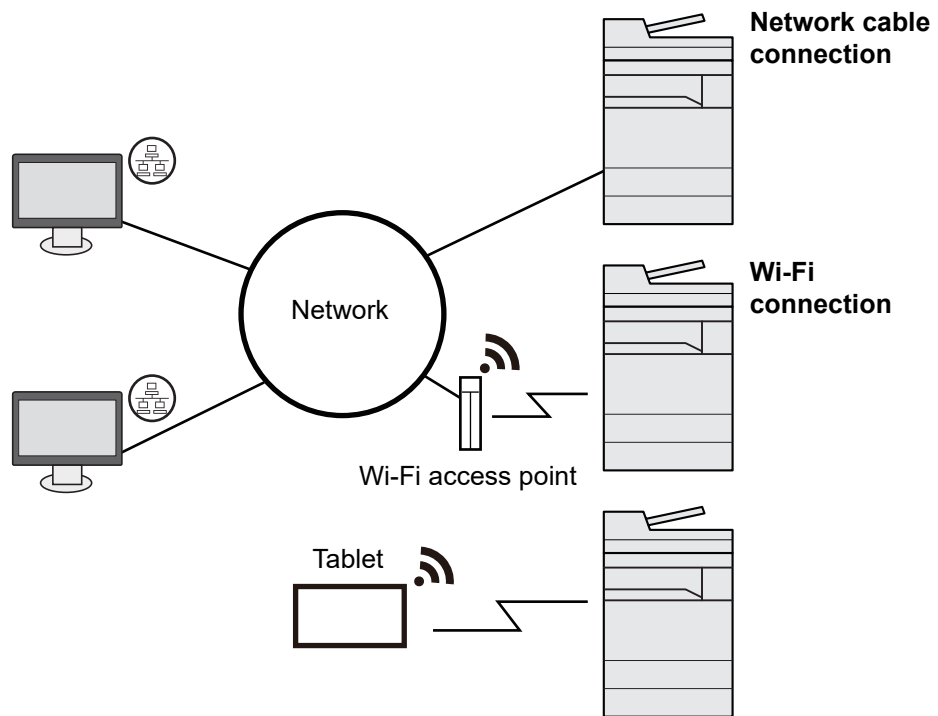 Network cable
connection
Wi-Fi
connection
Network
Wi-Fi access point
Tablet